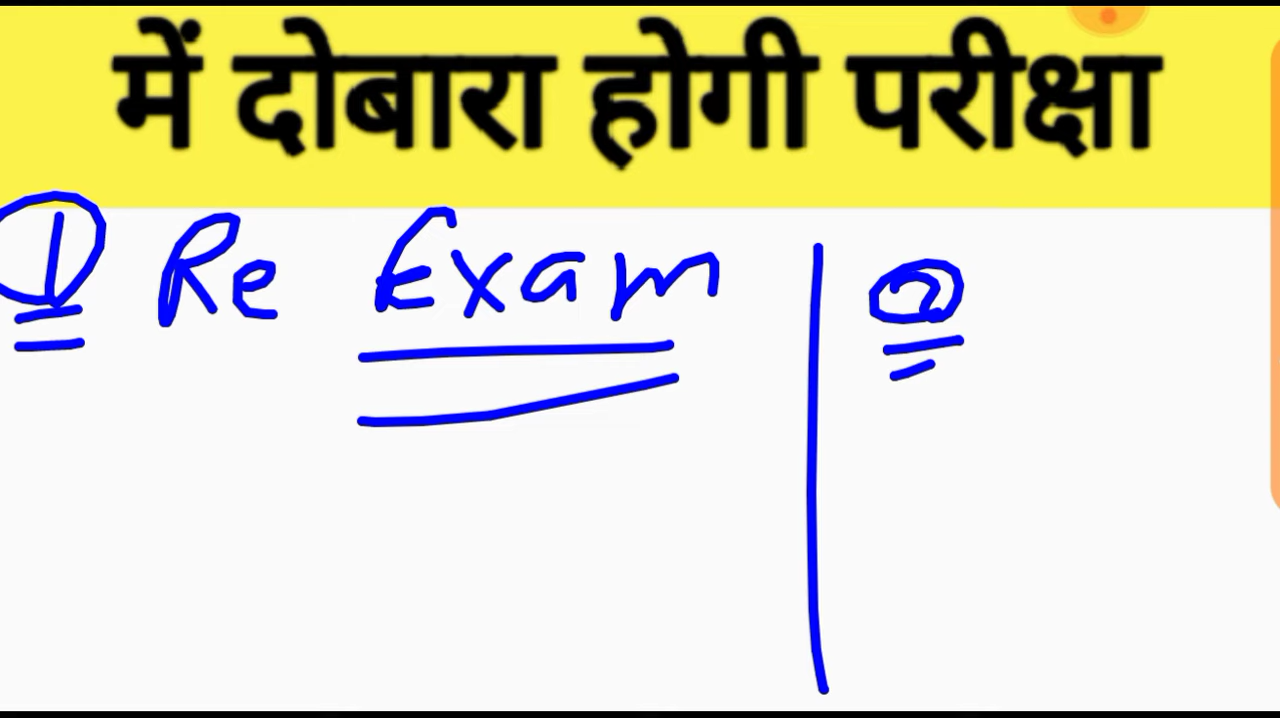 में दोबारा होगी परीक्षा
① Re Exam ②